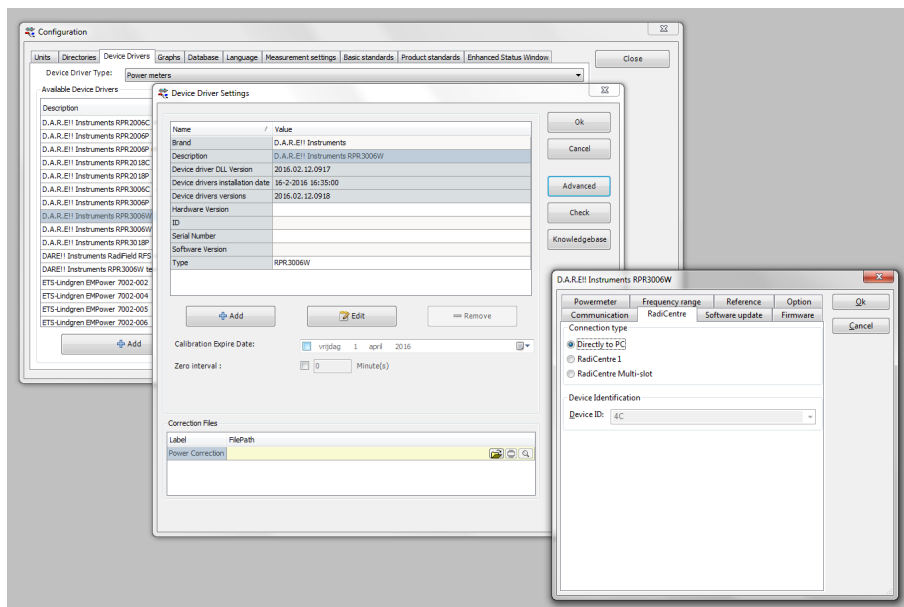 Configuration
Units Directories Device Drivers Graphs Database Language Measurement settings Basic standards Product standards Enhanced Status Window
Close
Device Driver Type: Power meters
Available Device Drivers
Description
D.A.R.E!! Instruments RPR2006C
D.A.R.E!! Instruments RPR2006P
D.A.R.E!! Instruments RPR2006P
D.A.R.E!! Instruments RPR2018C
D.A.R.E!! Instruments RPR2018P
D.A.R.E!! Instruments RPR3006C
D.A.R.E!! Instruments RPR3006P
D.A.R.E!! Instruments RPR3006W
D.A.R.E!! Instruments RPR3006W
D.A.R.E!! Instruments RPR3018P
DARE!! Instruments RadiField RFS
DARE!! Instruments RPR3006W te
ETS-Lindgren EMPower 7002-002
ETS-Lindgren EMPower 7002-004
ETS-Lindgren EMPower 7002-005
ETS-Lindgren EMPower 7002-006
Add
Device Driver Settings
Name / Value
Brand D.A.R.E!! Instruments
Description D.A.R.E!! Instruments RPR3006W
Device driver DLL Version 2016.02.12.0917
Device drivers installation date 16-2-2016 16:35:00
Device drivers versions 2016.02.12.0918
Hardware Version
ID
Serial Number
Software Version
Type RPR3006W
Ok
Cancel
Advanced
Check
Knowledgebase
Add Edit Remove
Calibration Expire Date: vrijdag 1 april 2016
Zero interval : 0 Minute(s)
Correction Files
Label FilePath
Power Correction
D.A.R.E!! Instruments RPR3006W
Powermeter Frequency range Reference Option
Communication RadiCentre Software update Firmware
Ok
Cancel
Connection type
Directly to PC
RadiCentre 1
RadiCentre Multi-slot
Device Identification
Device ID: 4C